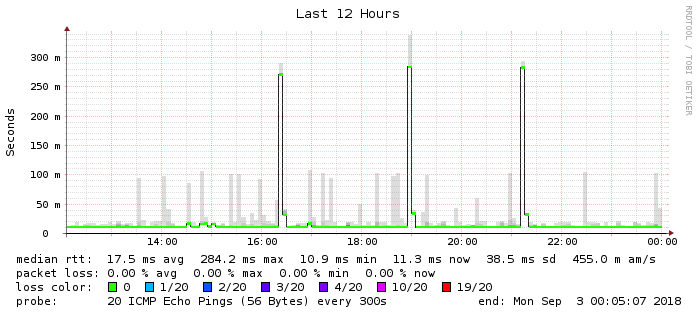 Last 12 Hours
RRDTOOL / TOBI OETIKER
Seconds
300 m
250 m
200 m
150 m
100 m
50 m
0
14:00 16:00 18:00 20:00 22:00 00:00
median rtt: 17.5 ms avg 284.2 ms max 10.9 ms min 11.3 ms now 38.5 ms sd 455.0 m am/s
packet loss: 0.00 % avg 0.00 % max 0.00 % min 0.00 % now
loss color: 0 1/20 2/20 3/20 4/20 10/20 19/20
probe: 20 ICMP Echo Pings (56 Bytes) every 300s end: Mon Sep 3 00:05:07 2018